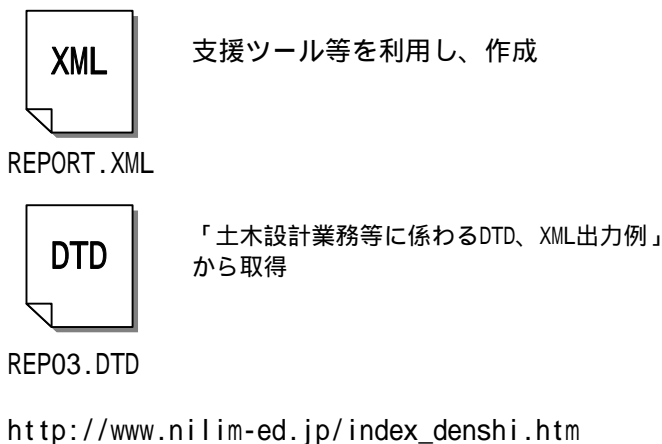 XML
支援ツール等を利用し、作成
REPORT.XML
DTD
「土木設計業務等に係わるDTD、XML出力例」
から取得
REP03.DTD
http://www.nilim-ed.jp/index_denshi.htm